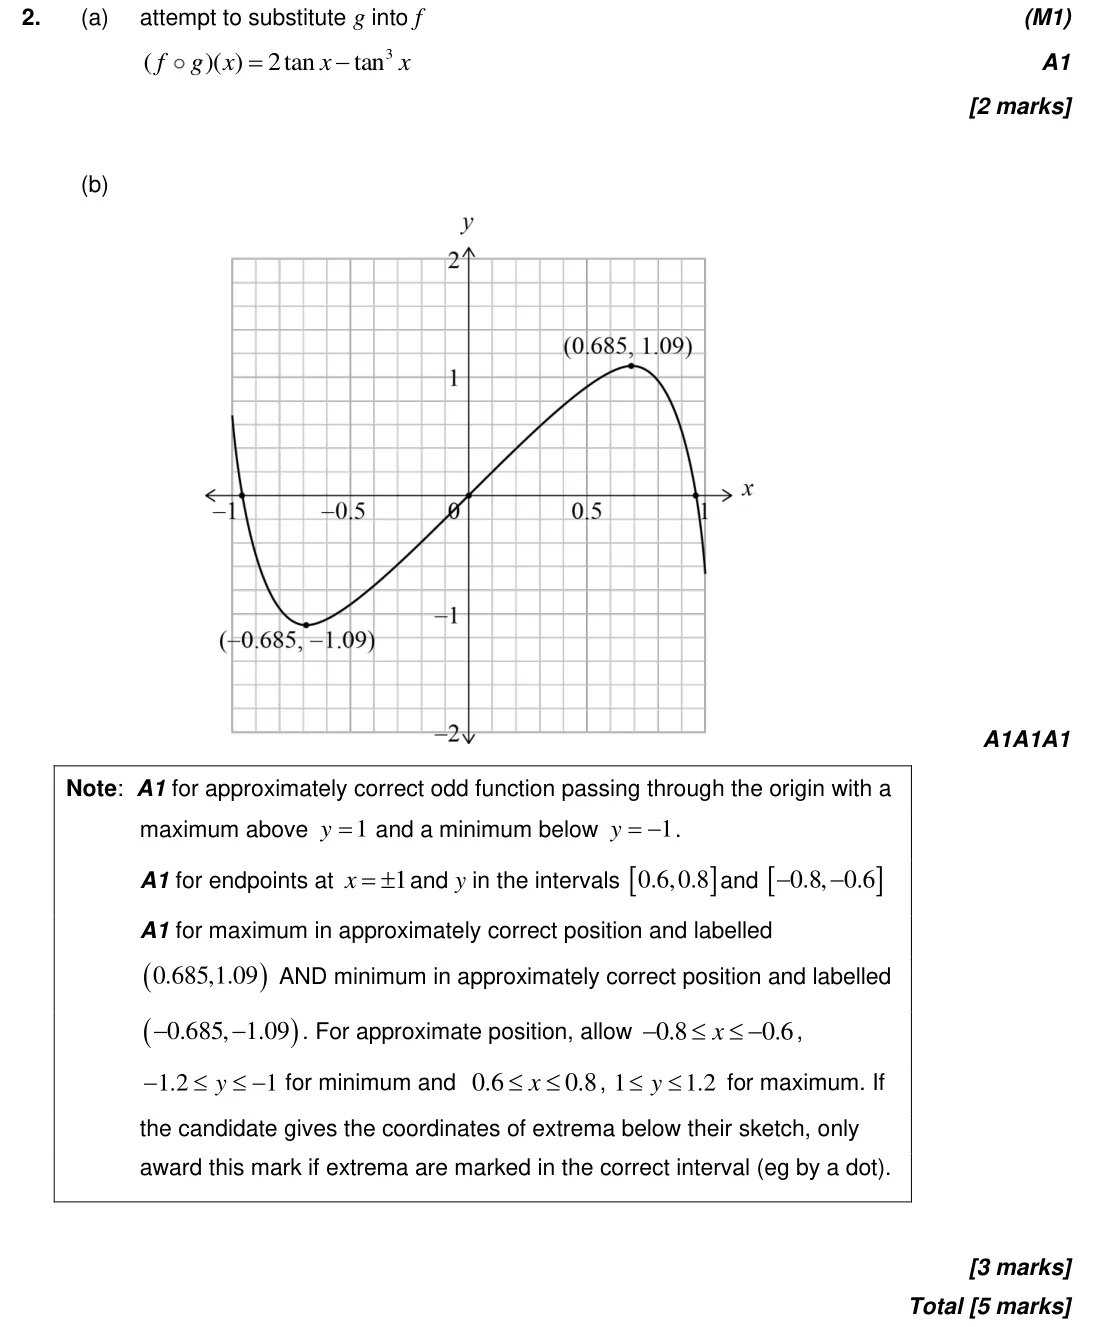 2. (a) attempt to substitute g into f (M1)
(f ∘ g)(x) = 2 tan x − tan³ x A1
[2 marks]
(b)
y
2
(0.685, 1.09)
1
x
−1 −0.5 0 0.5 1
−1
(−0.685, −1.09)
−2
A1A1A1
Note: A1 for approximately correct odd function passing through the origin with a
maximum above y = 1 and a minimum below y = −1.
A1 for endpoints at x = ±1 and y in the intervals [0.6, 0.8] and [−0.8, −0.6]
A1 for maximum in approximately correct position and labelled
(0.685, 1.09) AND minimum in approximately correct position and labelled
(−0.685, −1.09). For approximate position, allow −0.8 ≤ x ≤ −0.6,
−1.2 ≤ y ≤ −1 for minimum and 0.6 ≤ x ≤ 0.8, 1 ≤ y ≤ 1.2 for maximum. If
the candidate gives the coordinates of extrema below their sketch, only
award this mark if extrema are marked in the correct interval (eg by a dot).
[3 marks]
Total [5 marks]